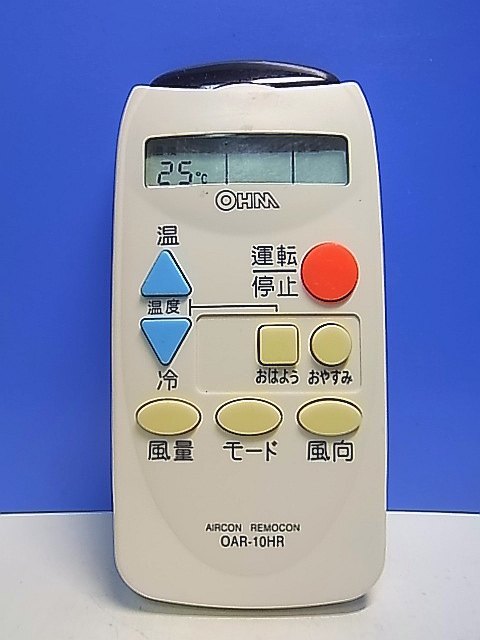 25℃
OHM
温
運転
停止
温度
冷
おはよう おやすみ
風量 モード 風向
AIRCON REMOCON
OAR-10HR